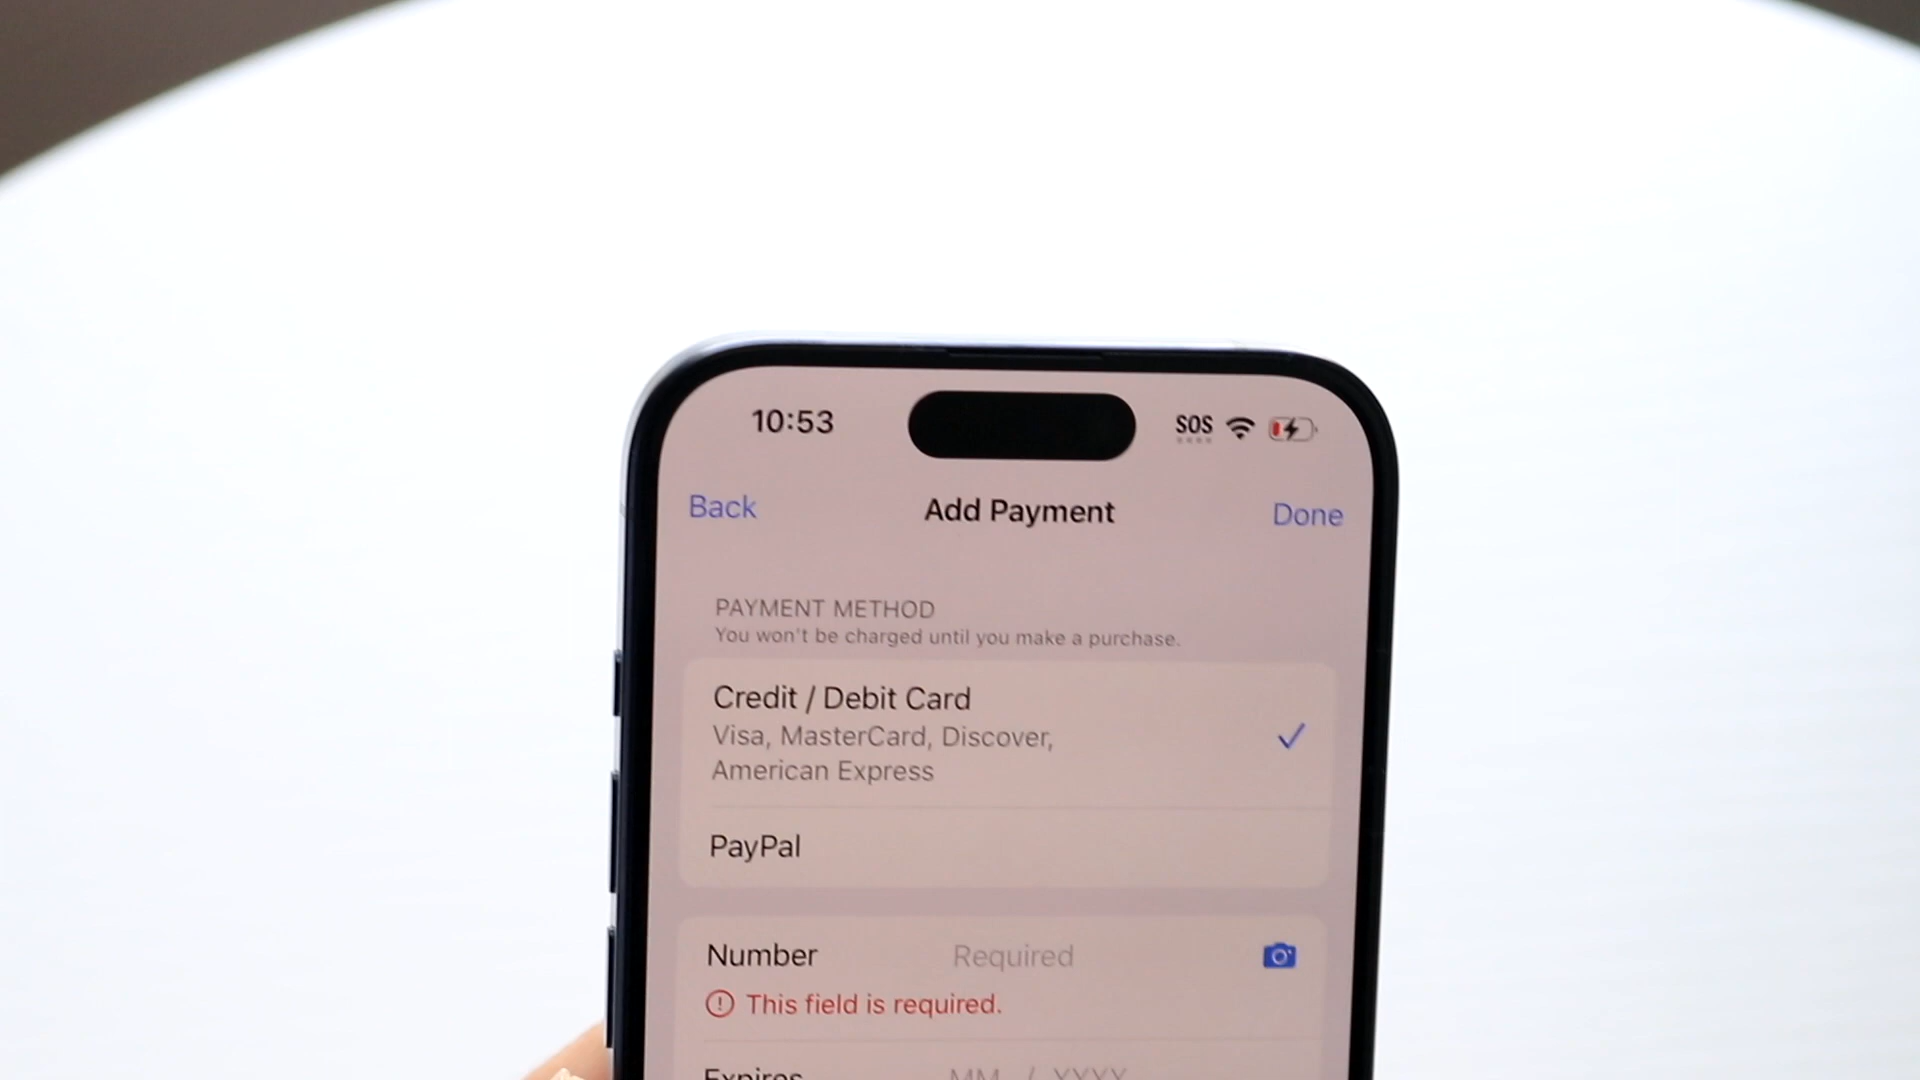 10:53 SOS
Back Add Payment Done
PAYMENT METHOD
You won't be charged until you make a purchase.
Credit / Debit Card
Visa, MasterCard, Discover,
American Express
PayPal
Number Required
This field is required.
Expires MM / YYYY